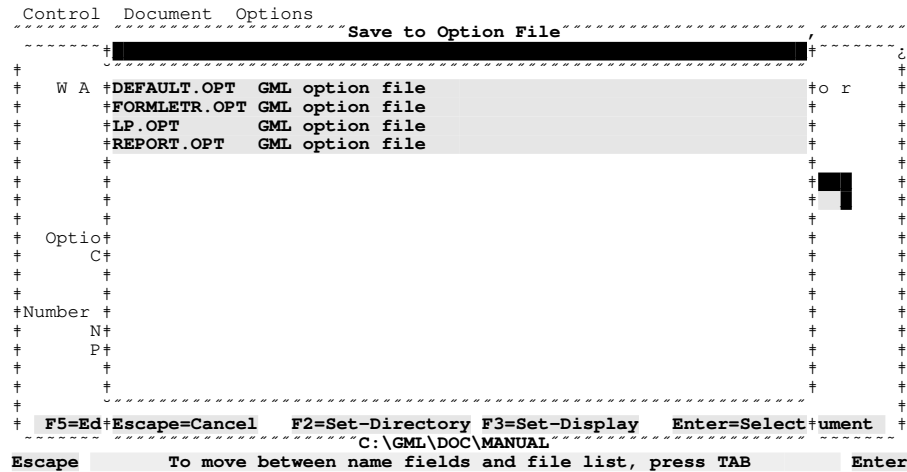 Control Document Options
Save to Option File
W A DEFAULT.OPT GML option file o r
FORMLETR.OPT GML option file
LP.OPT GML option file
REPORT.OPT GML option file
Optio
C
Number
N
P
F5=Ed Escape=Cancel F2=Set-Directory F3=Set-Display Enter=Select ument
C:\GML\DOC\MANUAL
Escape To move between name fields and file list, press TAB Enter